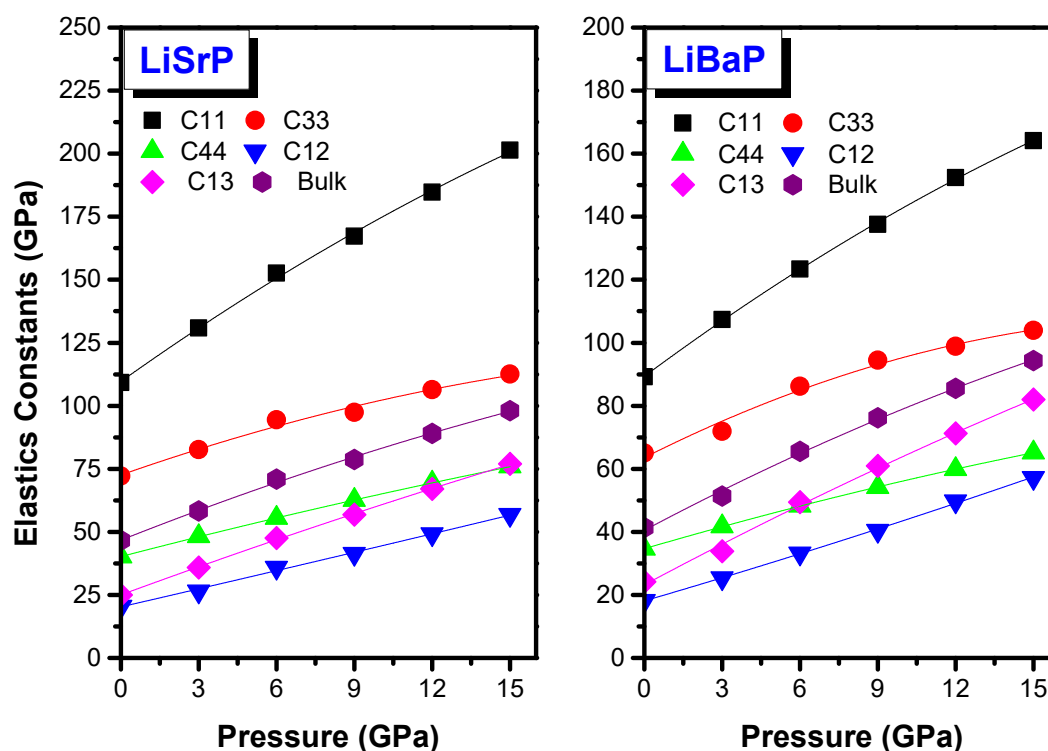 Elastics Constants (GPa)
LiSrP
C11 C33
C44 C12
C13 Bulk
250
225
200
175
150
125
100
75
50
25
0
0 3 6 9 12 15
Pressure (GPa)
LiBaP
C11 C33
C44 C12
C13 Bulk
200
180
160
140
120
100
80
60
40
20
0
0 3 6 9 12 15
Pressure (GPa)